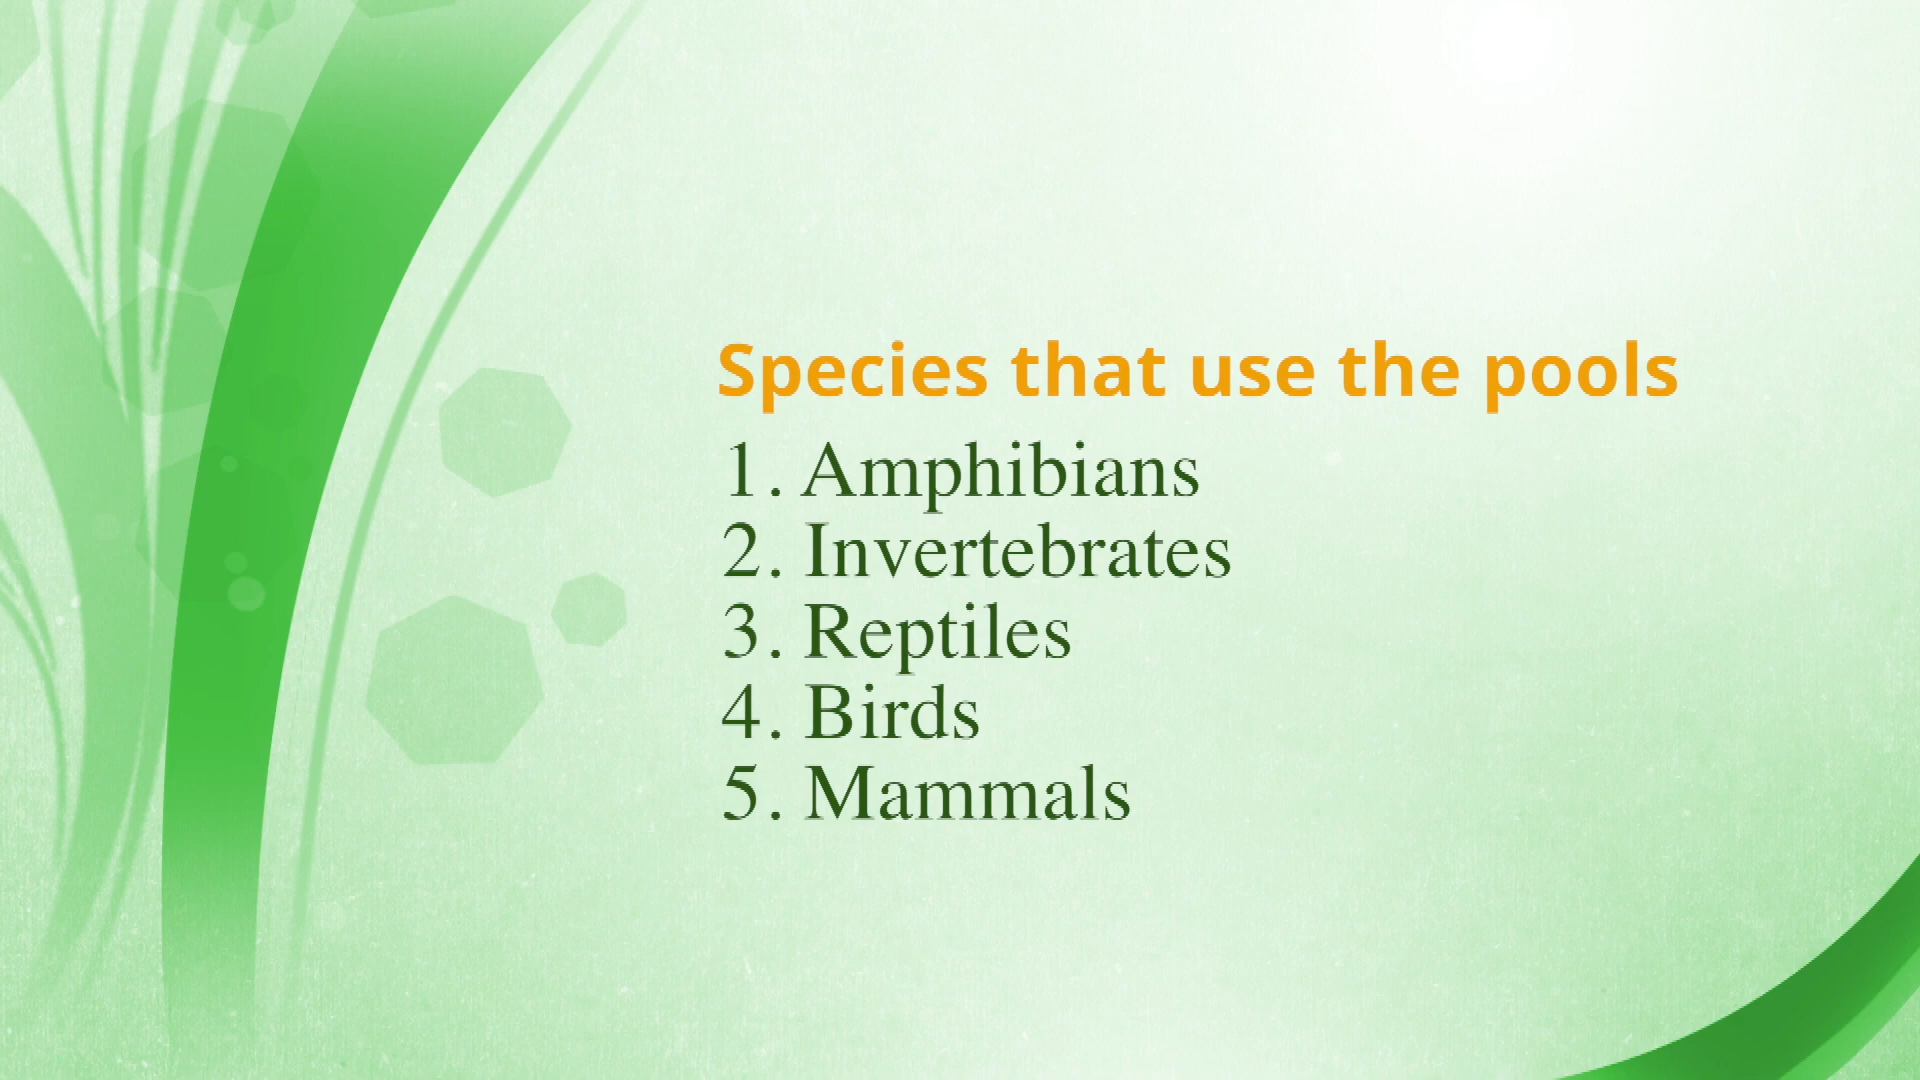 Species that use the pools
1. Amphibians
2. Invertebrates
3. Reptiles
4. Birds
5. Mammals